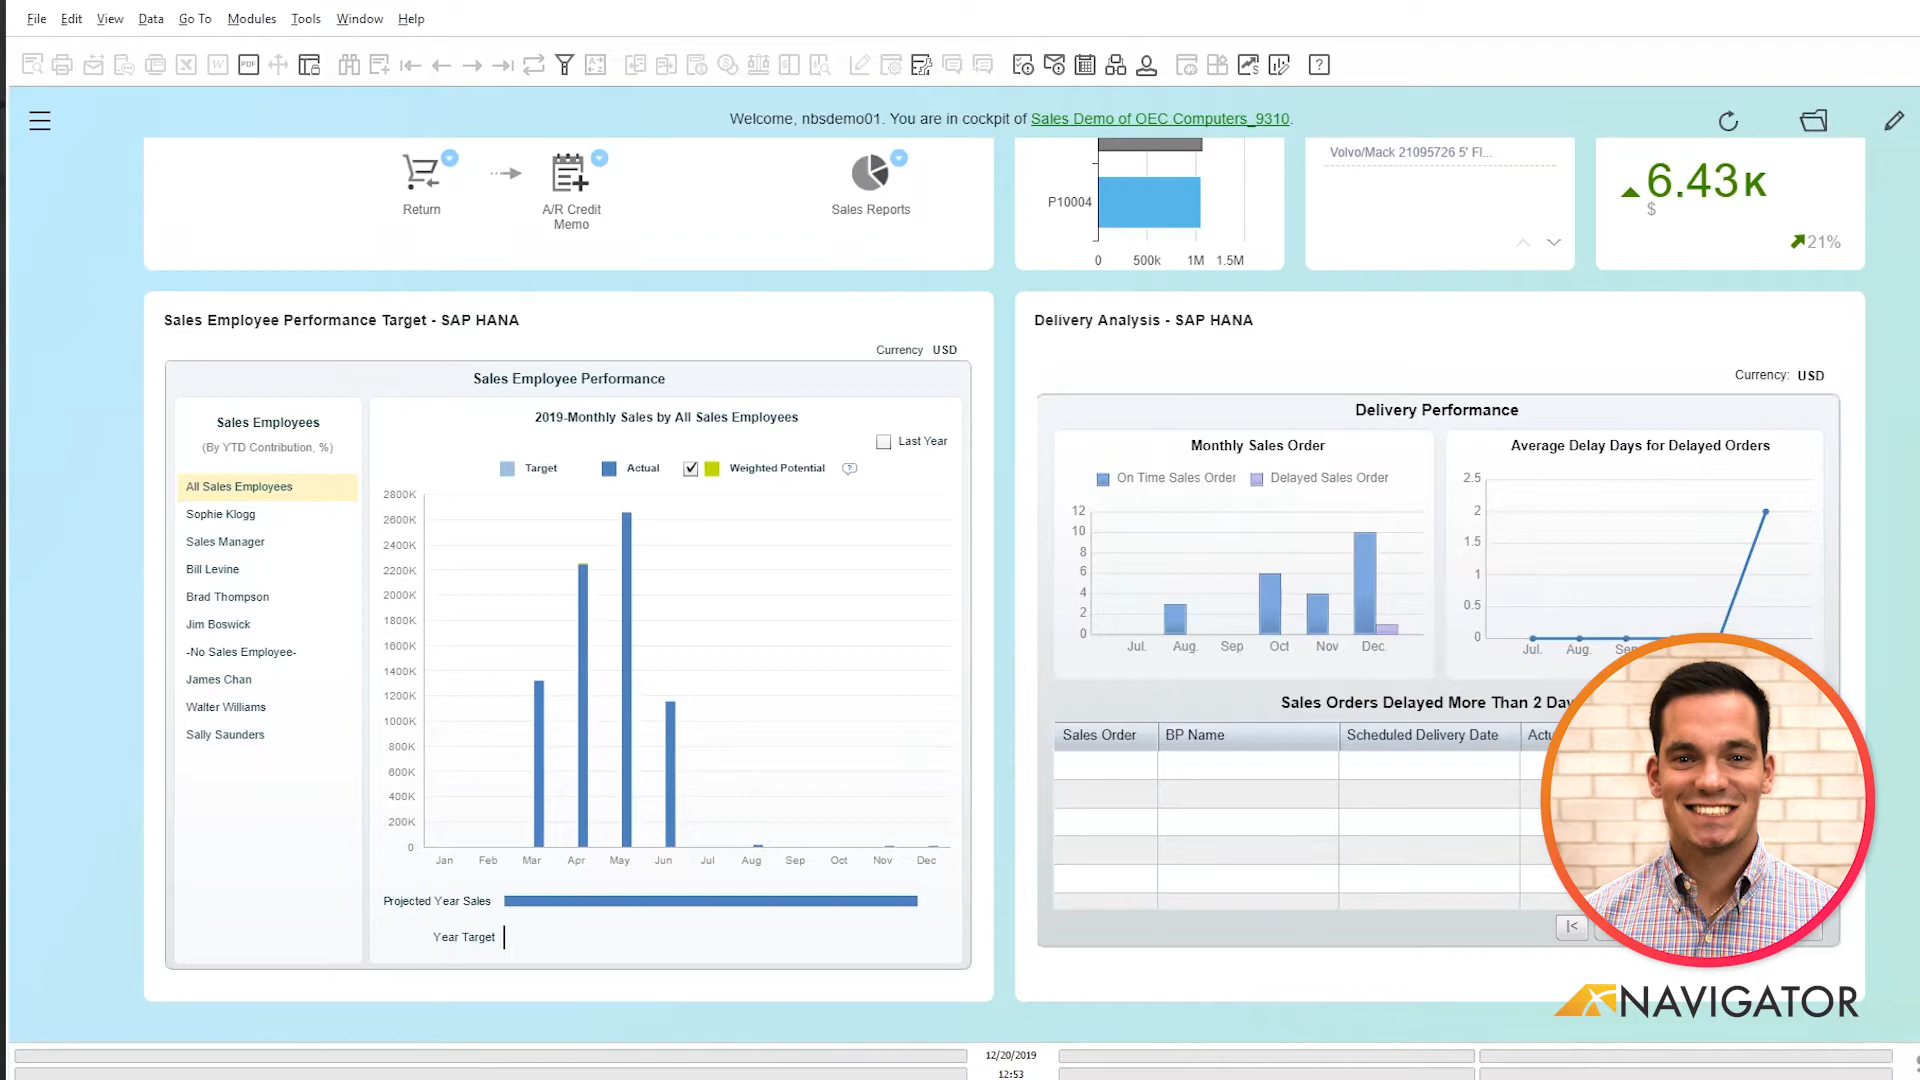 File Edit View Data Go To Modules Tools Window Help
Welcome, nbsdemo01. You are in cockpit of Sales Demo of OEC Computers_9310.
Return
A/R Credit
Memo
Sales Reports
P10004
0 500k 1M 1.5M
Volvo/Mack 21095726 5' Fl...
6.43K
$
21%
Sales Employee Performance Target - SAP HANA
Currency USD
Sales Employee Performance
Sales Employees
(By YTD Contribution, %)
All Sales Employees
Sophie Klogg
Sales Manager
Bill Levine
Brad Thompson
Jim Boswick
-No Sales Employee-
James Chan
Walter Williams
Sally Saunders
2019-Monthly Sales by All Sales Employees
Last Year
Target Actual Weighted Potential
2800K
2600K
2400K
2200K
2000K
1800K
1600K
1400K
1200K
1000K
800K
600K
400K
200K
0
Jan Feb Mar Apr May Jun Jul Aug Sep Oct Nov Dec
Projected Year Sales
Year Target
Delivery Analysis - SAP HANA
Currency: USD
Delivery Performance
Monthly Sales Order
On Time Sales Order Delayed Sales Order
12
10
8
6
4
2
0
Jul. Aug. Sep Oct Nov Dec.
Average Delay Days for Delayed Orders
2.5
2
1.5
1
0.5
0
Jul. Aug. Sep
Sales Orders Delayed More Than 2 Day
Sales Order BP Name Scheduled Delivery Date Actu
NAVIGATOR
12/20/2019
12:53